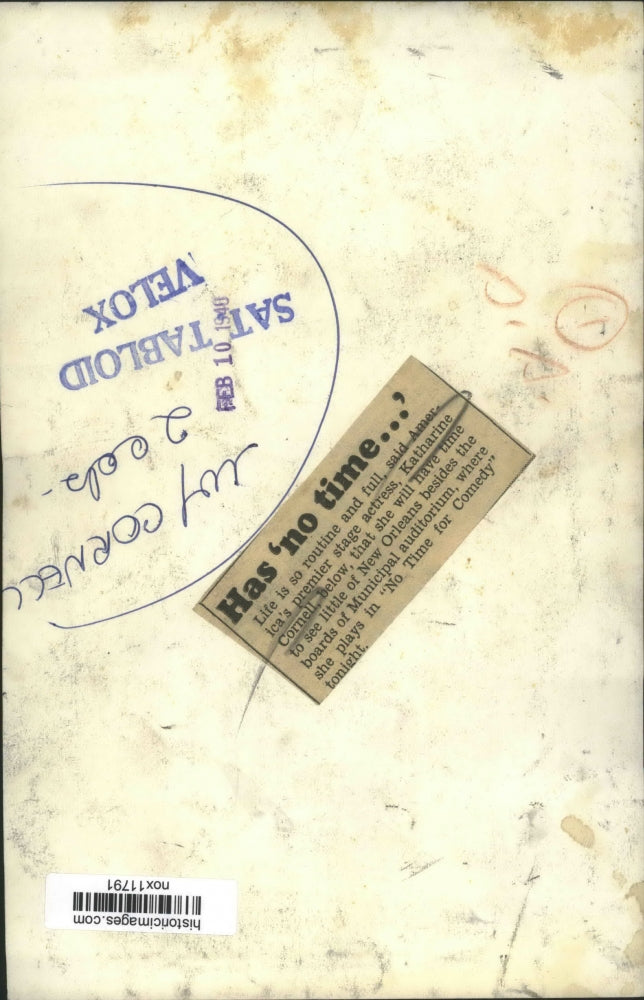 SAT TABLOID
VELOX
FEB 10 1940
2 cols.
CORNELL
Has 'no time...'
Life is so routine and full, said Amer-
ica's premier stage actress, Katharine
Cornell, below, that she will have time
to see little of New Orleans besides the
boards of Municipal auditorium, where
she plays in "No Time for Comedy"
tonight.
historicimages.com
nox11791